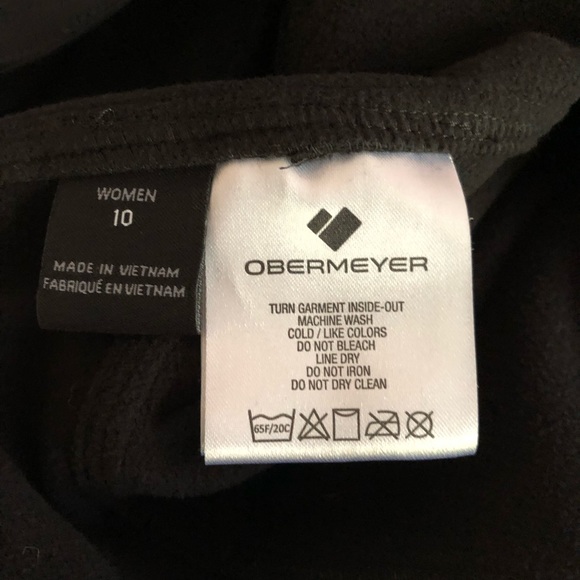 WOMEN
10
MADE IN VIETNAM
FABRIQUÉ EN VIETNAM
OBERMEYER
TURN GARMENT INSIDE-OUT
MACHINE WASH
COLD / LIKE COLORS
DO NOT BLEACH
LINE DRY
DO NOT IRON
DO NOT DRY CLEAN
65F/20C